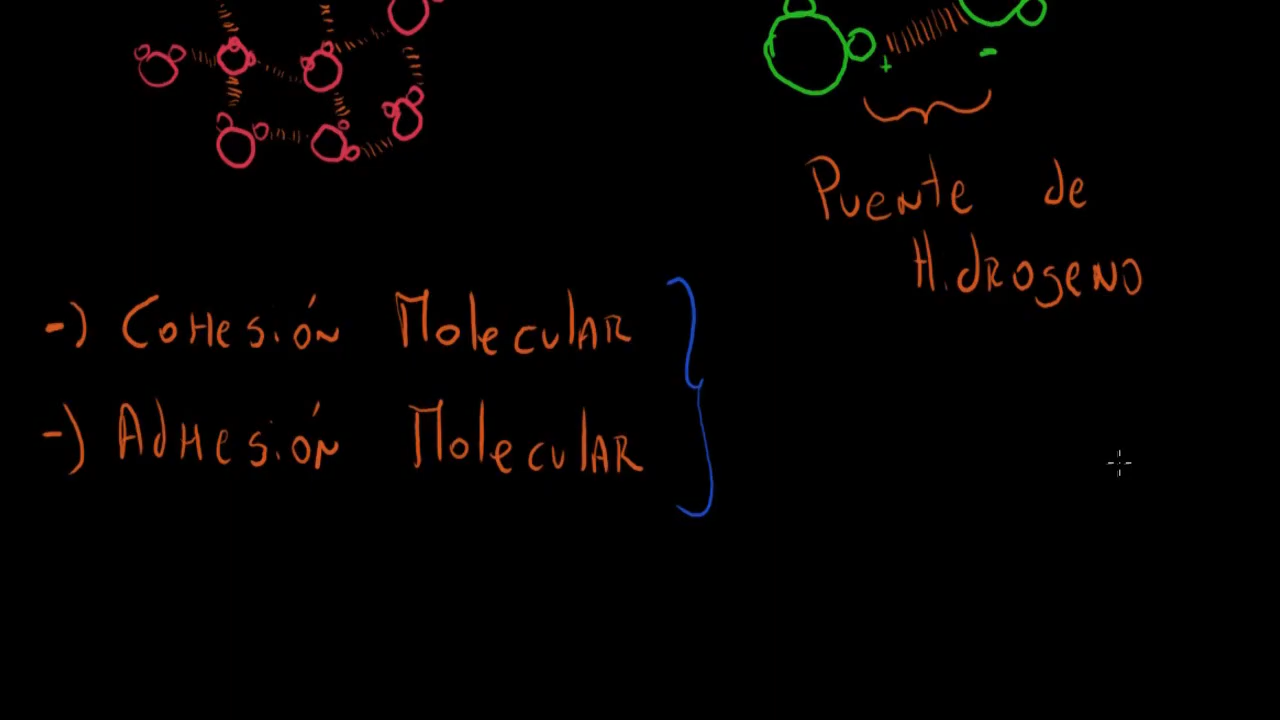 + -
Puente de
Hidrogeno
-) Cohesión Molecular
-) Adhesión Molecular